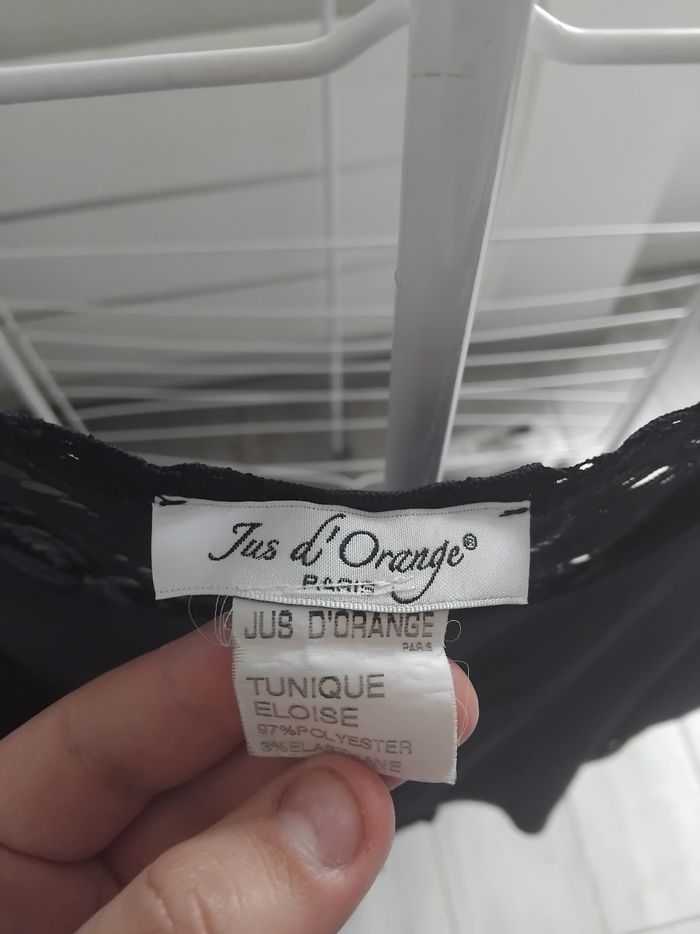 Jus d'Orange®
PARIS
JUS D'ORANGE
PARIS
TUNIQUE
ELOISE
97%POLYESTER
3%ELASTHANE